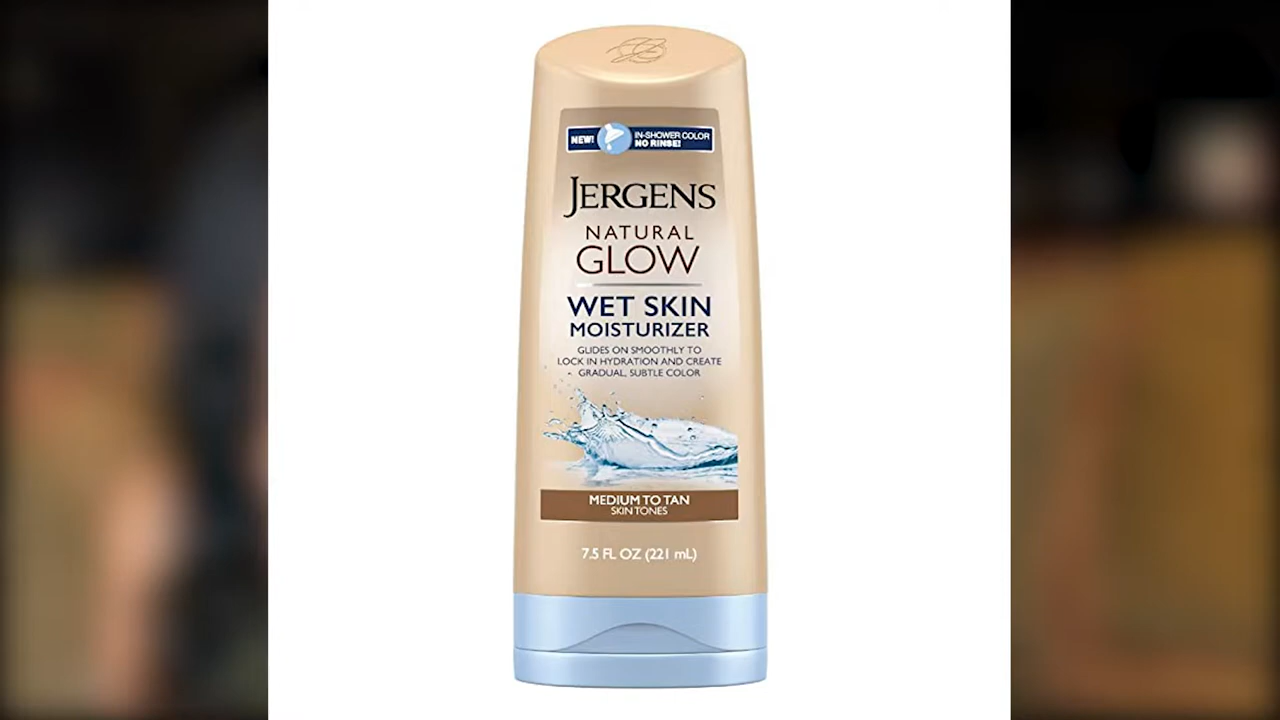 NEW!
IN-SHOWER COLOR
NO RINSE!
JERGENS
NATURAL
GLOW
WET SKIN
MOISTURIZER
GLIDES ON SMOOTHLY TO
LOCK IN HYDRATION AND CREATE
GRADUAL, SUBTLE COLOR
MEDIUM TO TAN
SKIN TONES
7.5 FL OZ (221 mL)